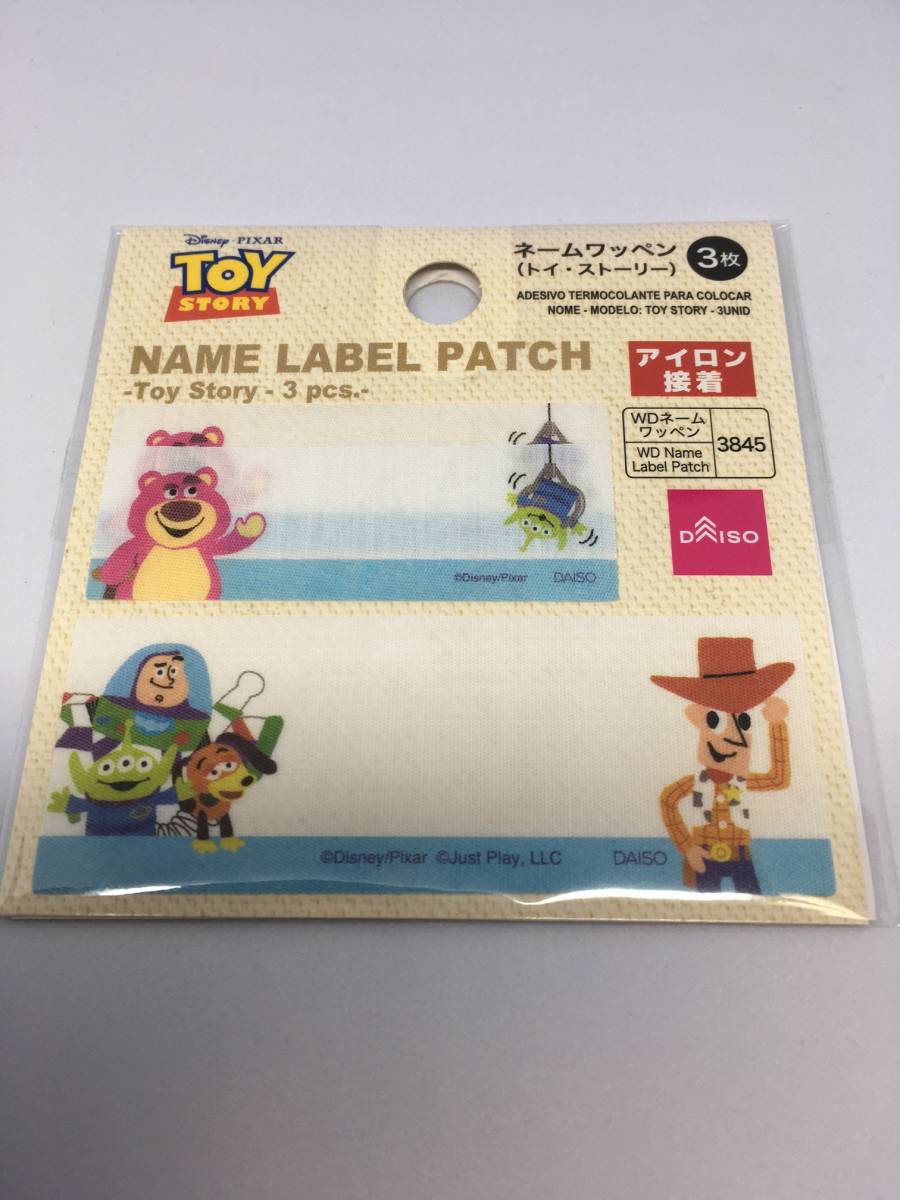 Disney · PIXAR
TOY
STORY
ネームワッペン
(トイ・ストーリー)
3枚
ADESIVO TERMOCOLANTE PARA COLOCAR
NOME - MODELO: TOY STORY - 3UNID
NAME LABEL PATCH
-Toy Story - 3 pcs.-
アイロン
接着
WDネーム
ワッペン
WD Name
Label Patch
3845
DAISO
©Disney/Pixar DAISO
©Disney/Pixar ©Just Play, LLC DAISO